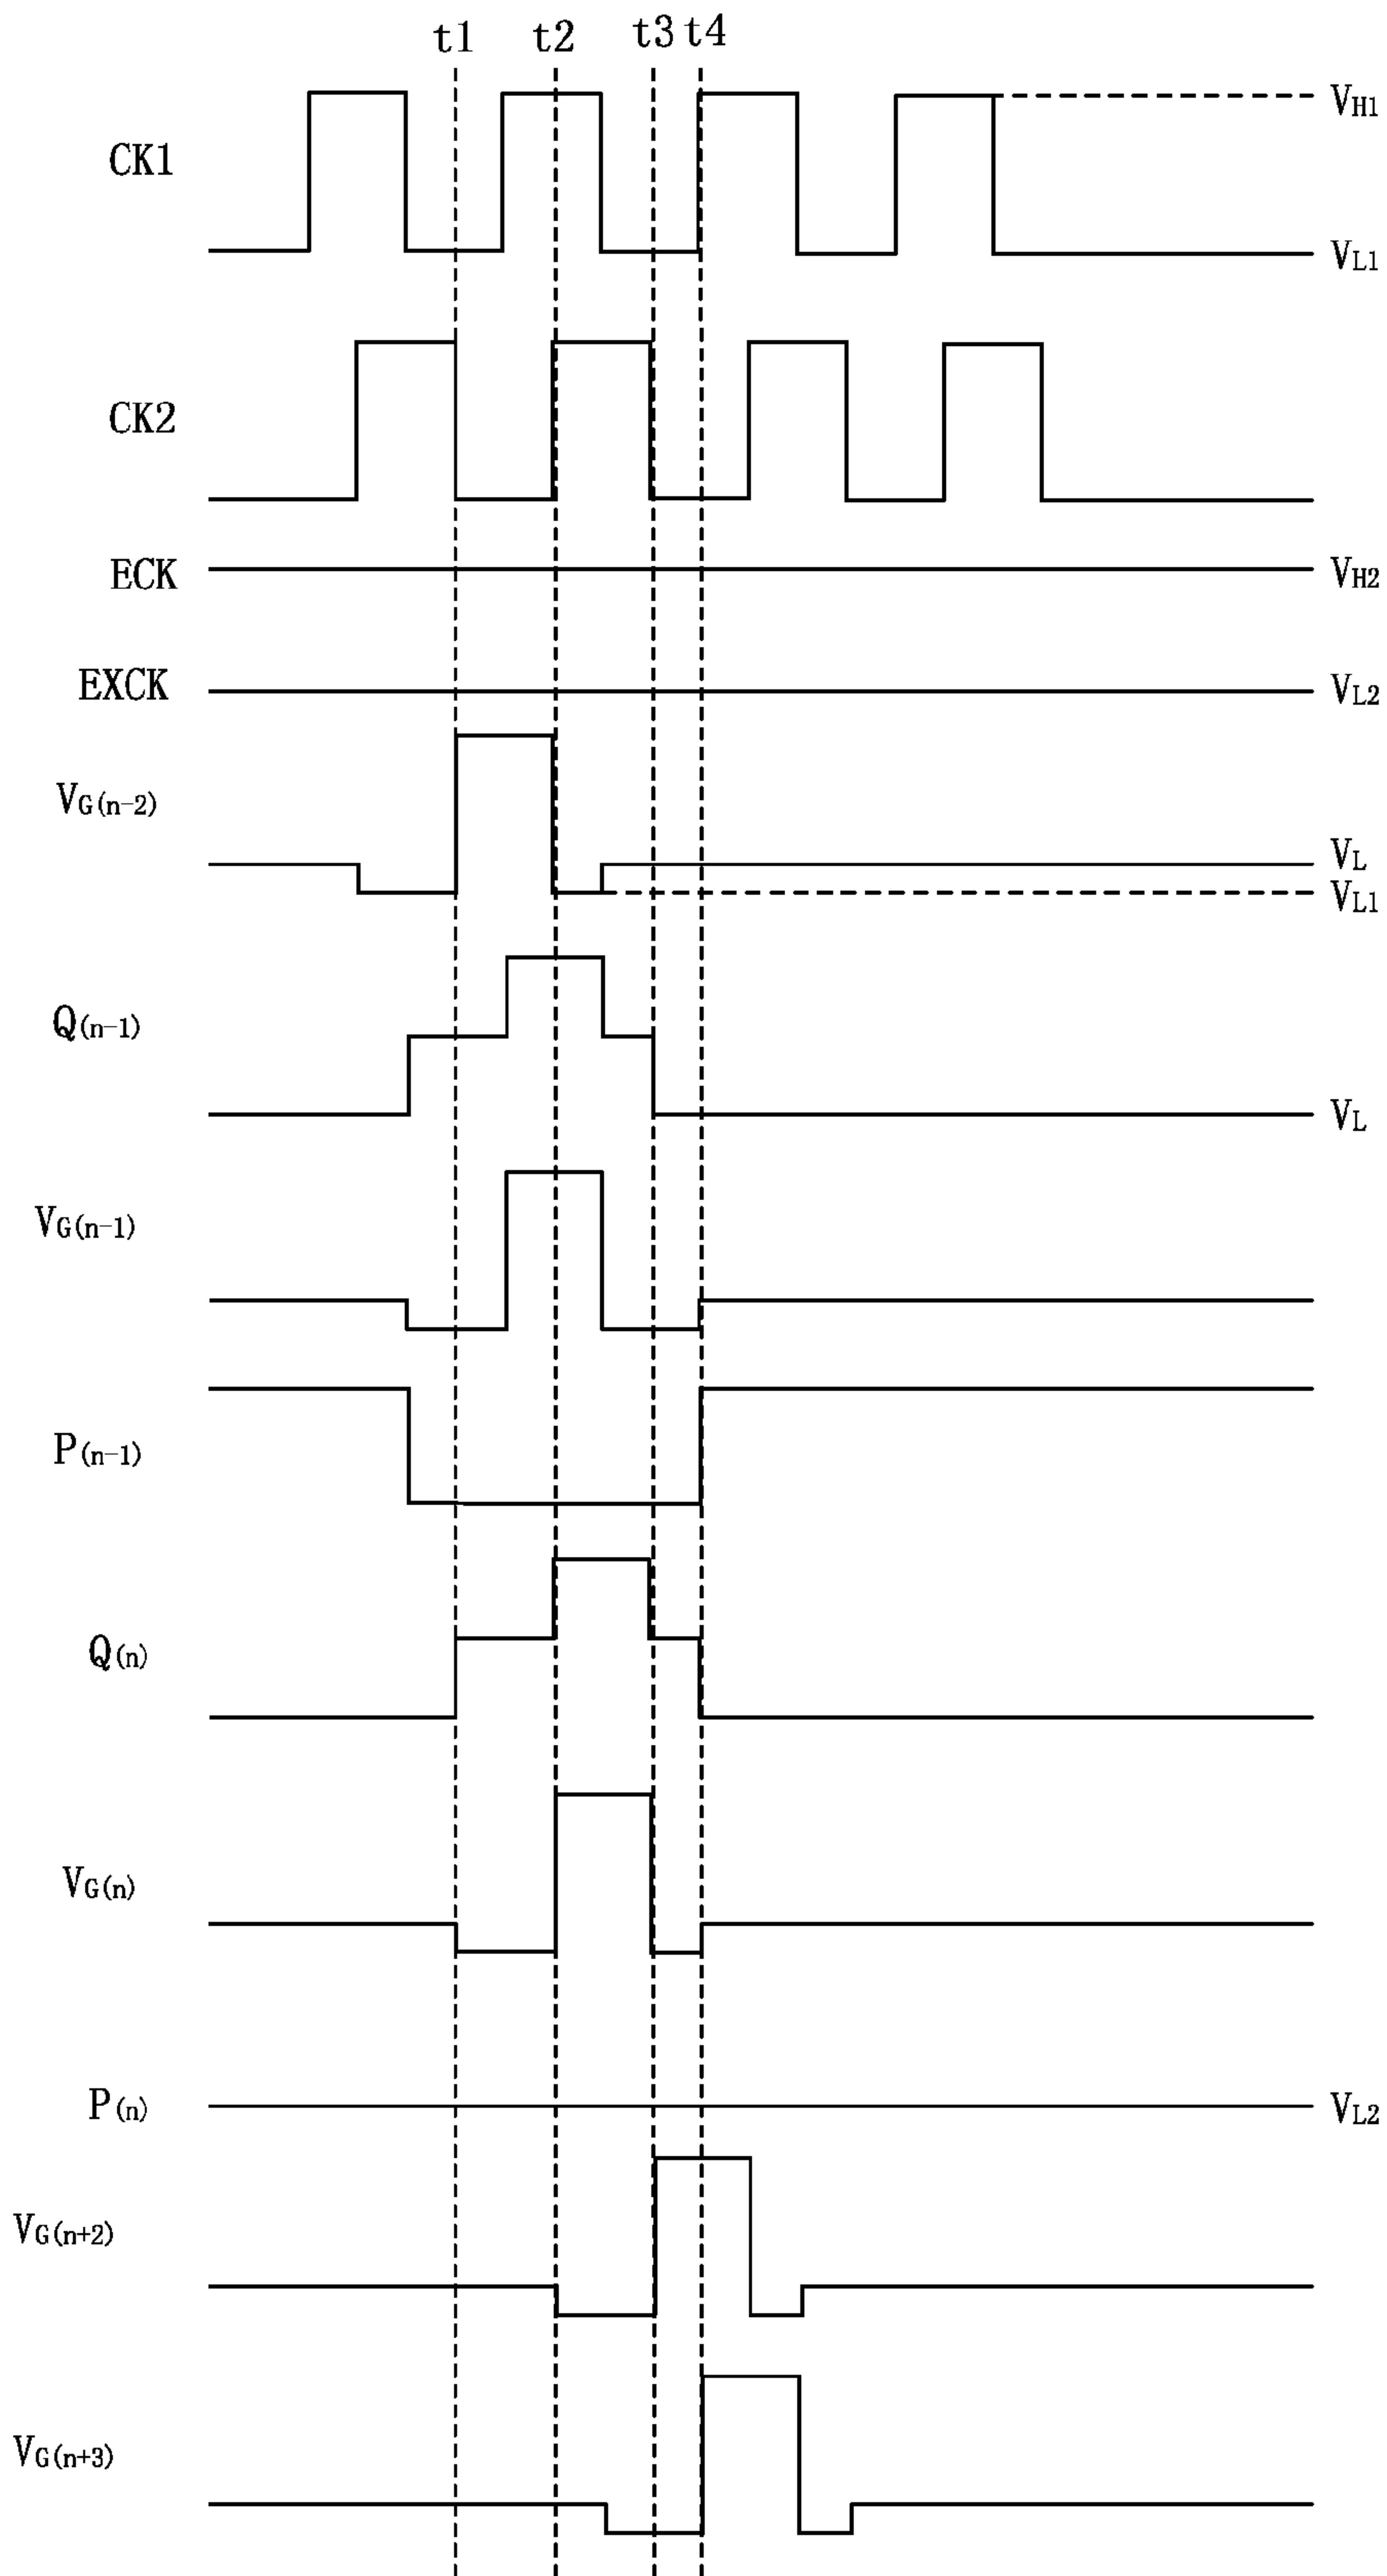 t1 t2 t3 t4
CK1
VH1
VL1
CK2
ECK
VH2
EXCK
VL2
VG(n-2)
VL
VL1
Q(n-1)
VL
VG(n-1)
P(n-1)
Q(n)
VG(n)
P(n)
VL2
VG(n+2)
VG(n+3)